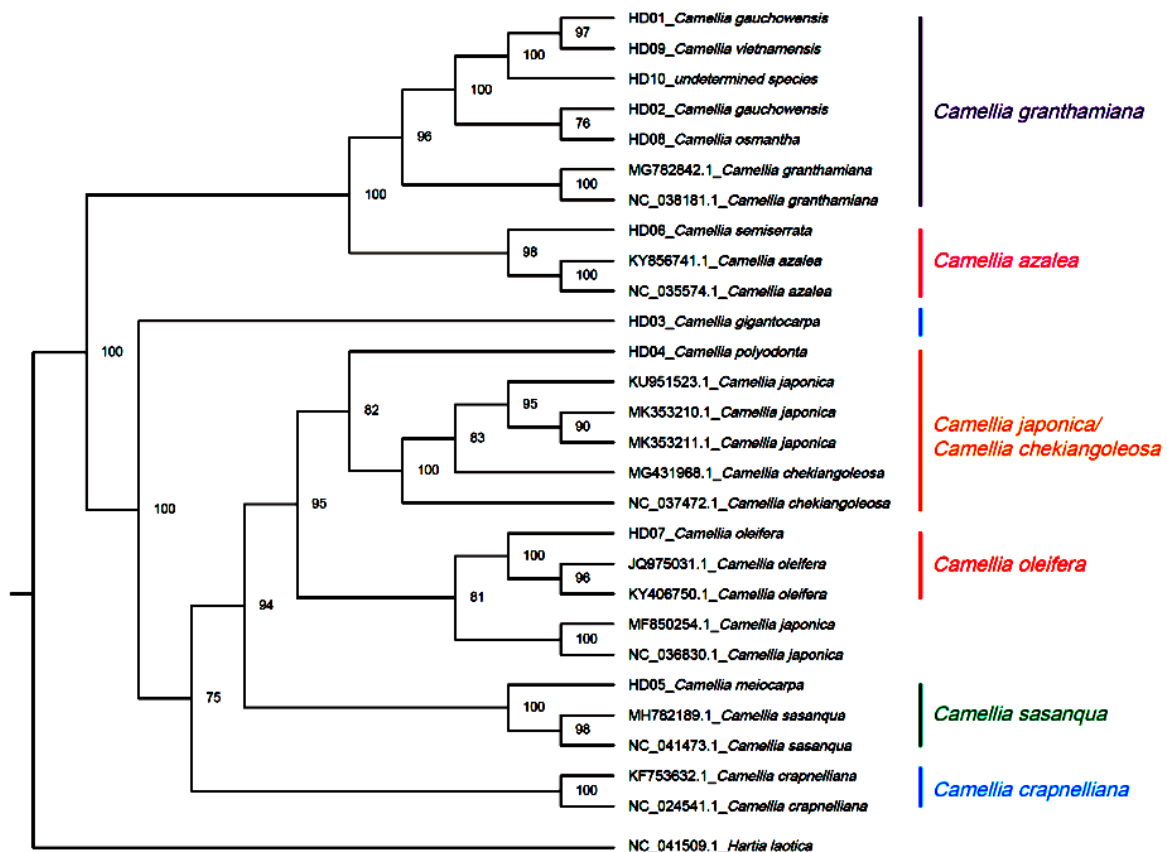 HD01_Camellia gauchowensis
97
HD09_Camellia vietnamensis
100
HD10_undetermined species
100
HD02_Camellia gauchowensis
Camellia granthamiana
76
96
HD08_Camellia osmantha
MG782842.1_Camellia granthamiana
100
100
NC_038181.1_Camellia granthamiana
HD06_Camellia semiserrata
98
KY856741.1_Camellia azalea
Camellia azalea
100
NC_035574.1_Camellia azalea
HD03_Camellia gigantocarpa
100
HD04_Camellia polyodonta
KU951523.1_Camellia japonica
82
95
MK353210.1_Camellia japonica
90
Camellia japonica/
83
MK353211.1_Camellia japonica
Camellia chekiangoleosa
100
MG431968.1_Camellia chekiangoleosa
95
NC_037472.1_Camellia chekiangoleosa
100
HD07_Camellia oleifera
100
JQ975031.1_Camellia oleifera
Camellia oleifera
96
KY406750.1_Camellia oleifera
81
94
MF850254.1_Camellia japonica
100
NC_036830.1_Camellia japonica
HD05_Camellia meiocarpa
75
100
MH782189.1_Camellia sasanqua
Camellia sasanqua
98
NC_041473.1_Camellia sasanqua
KF753632.1_Camellia crapnelliana
100
Camellia crapnelliana
NC_024541.1_Camellia crapnelliana
NC_041509.1_Hartia laotica